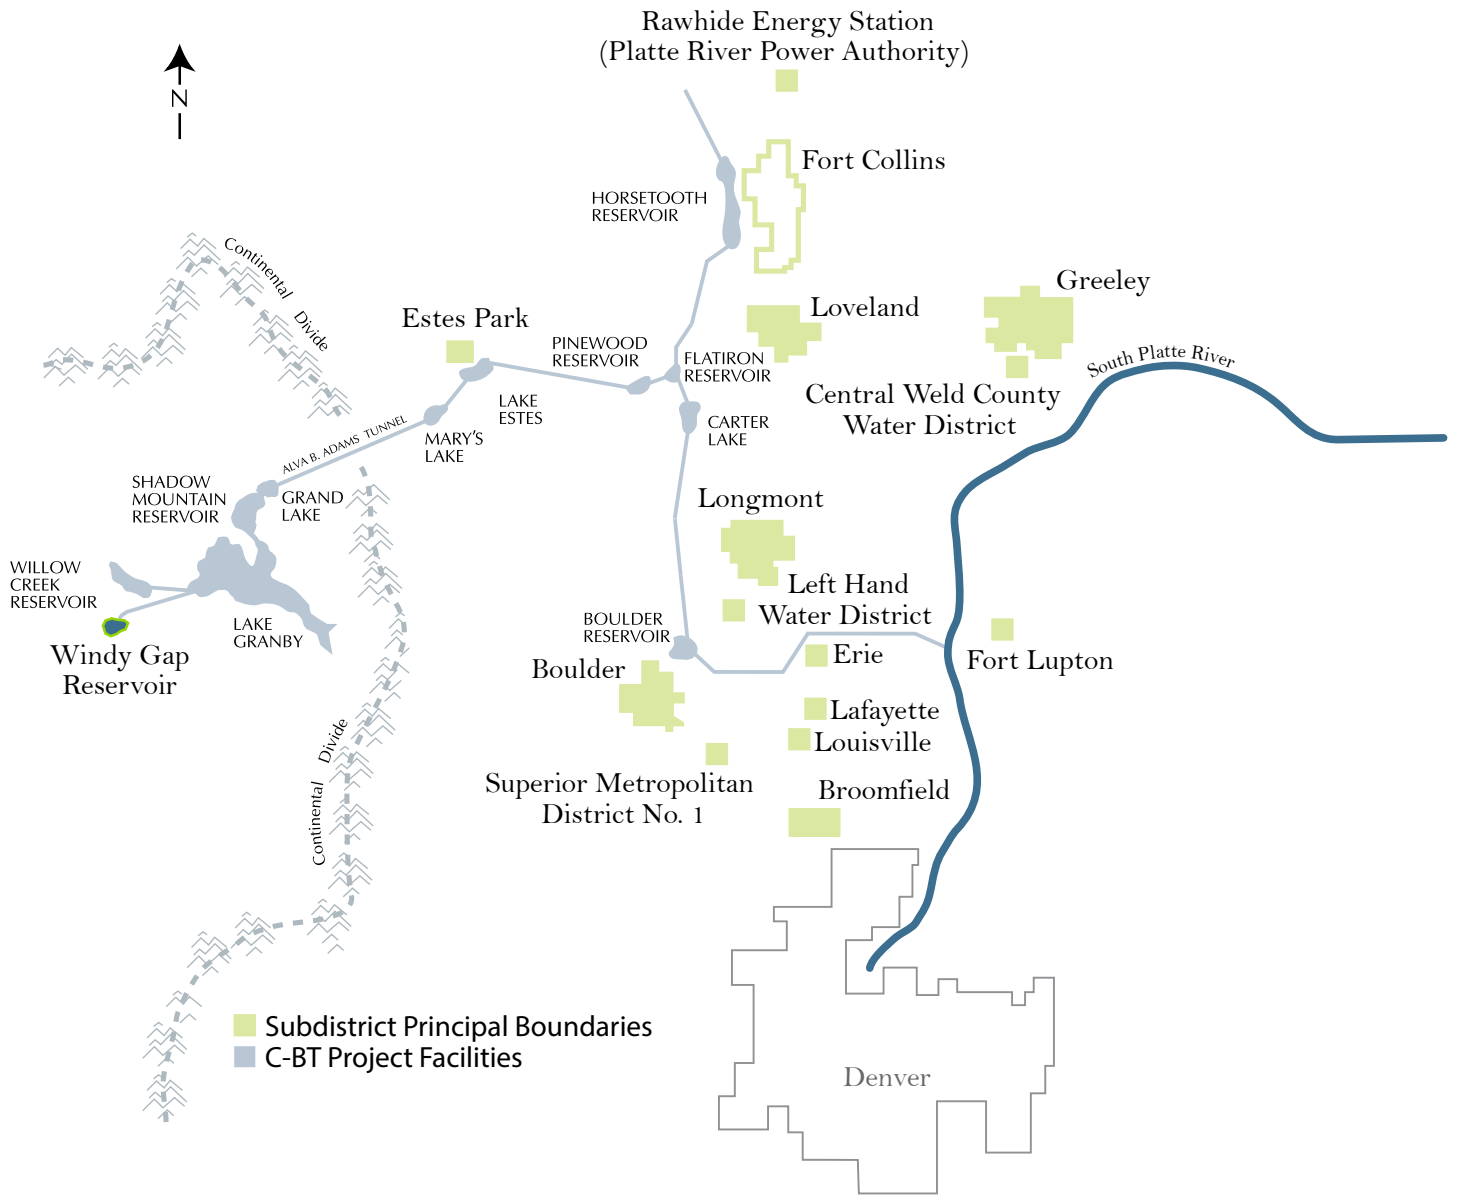 Rawhide Energy Station
(Platte River Power Authority)
N
Fort Collins
HORSETOOTH
RESERVOIR
Continental Divide
Greeley
Loveland
Estes Park
PINEWOOD
RESERVOIR
FLATIRON
RESERVOIR
South Platte River
Central Weld County
Water District
LAKE
ESTES
CARTER
LAKE
MARY'S
LAKE
ALVA B. ADAMS TUNNEL
SHADOW
MOUNTAIN
RESERVOIR
GRAND
LAKE
Longmont
WILLOW
CREEK
RESERVOIR
Left Hand
Water District
LAKE
GRANBY
BOULDER
RESERVOIR
Windy Gap
Reservoir
Boulder
Erie
Fort Lupton
Lafayette
Louisville
Continental Divide
Superior Metropolitan
District No. 1
Broomfield
Subdistrict Principal Boundaries
C-BT Project Facilities
Denver